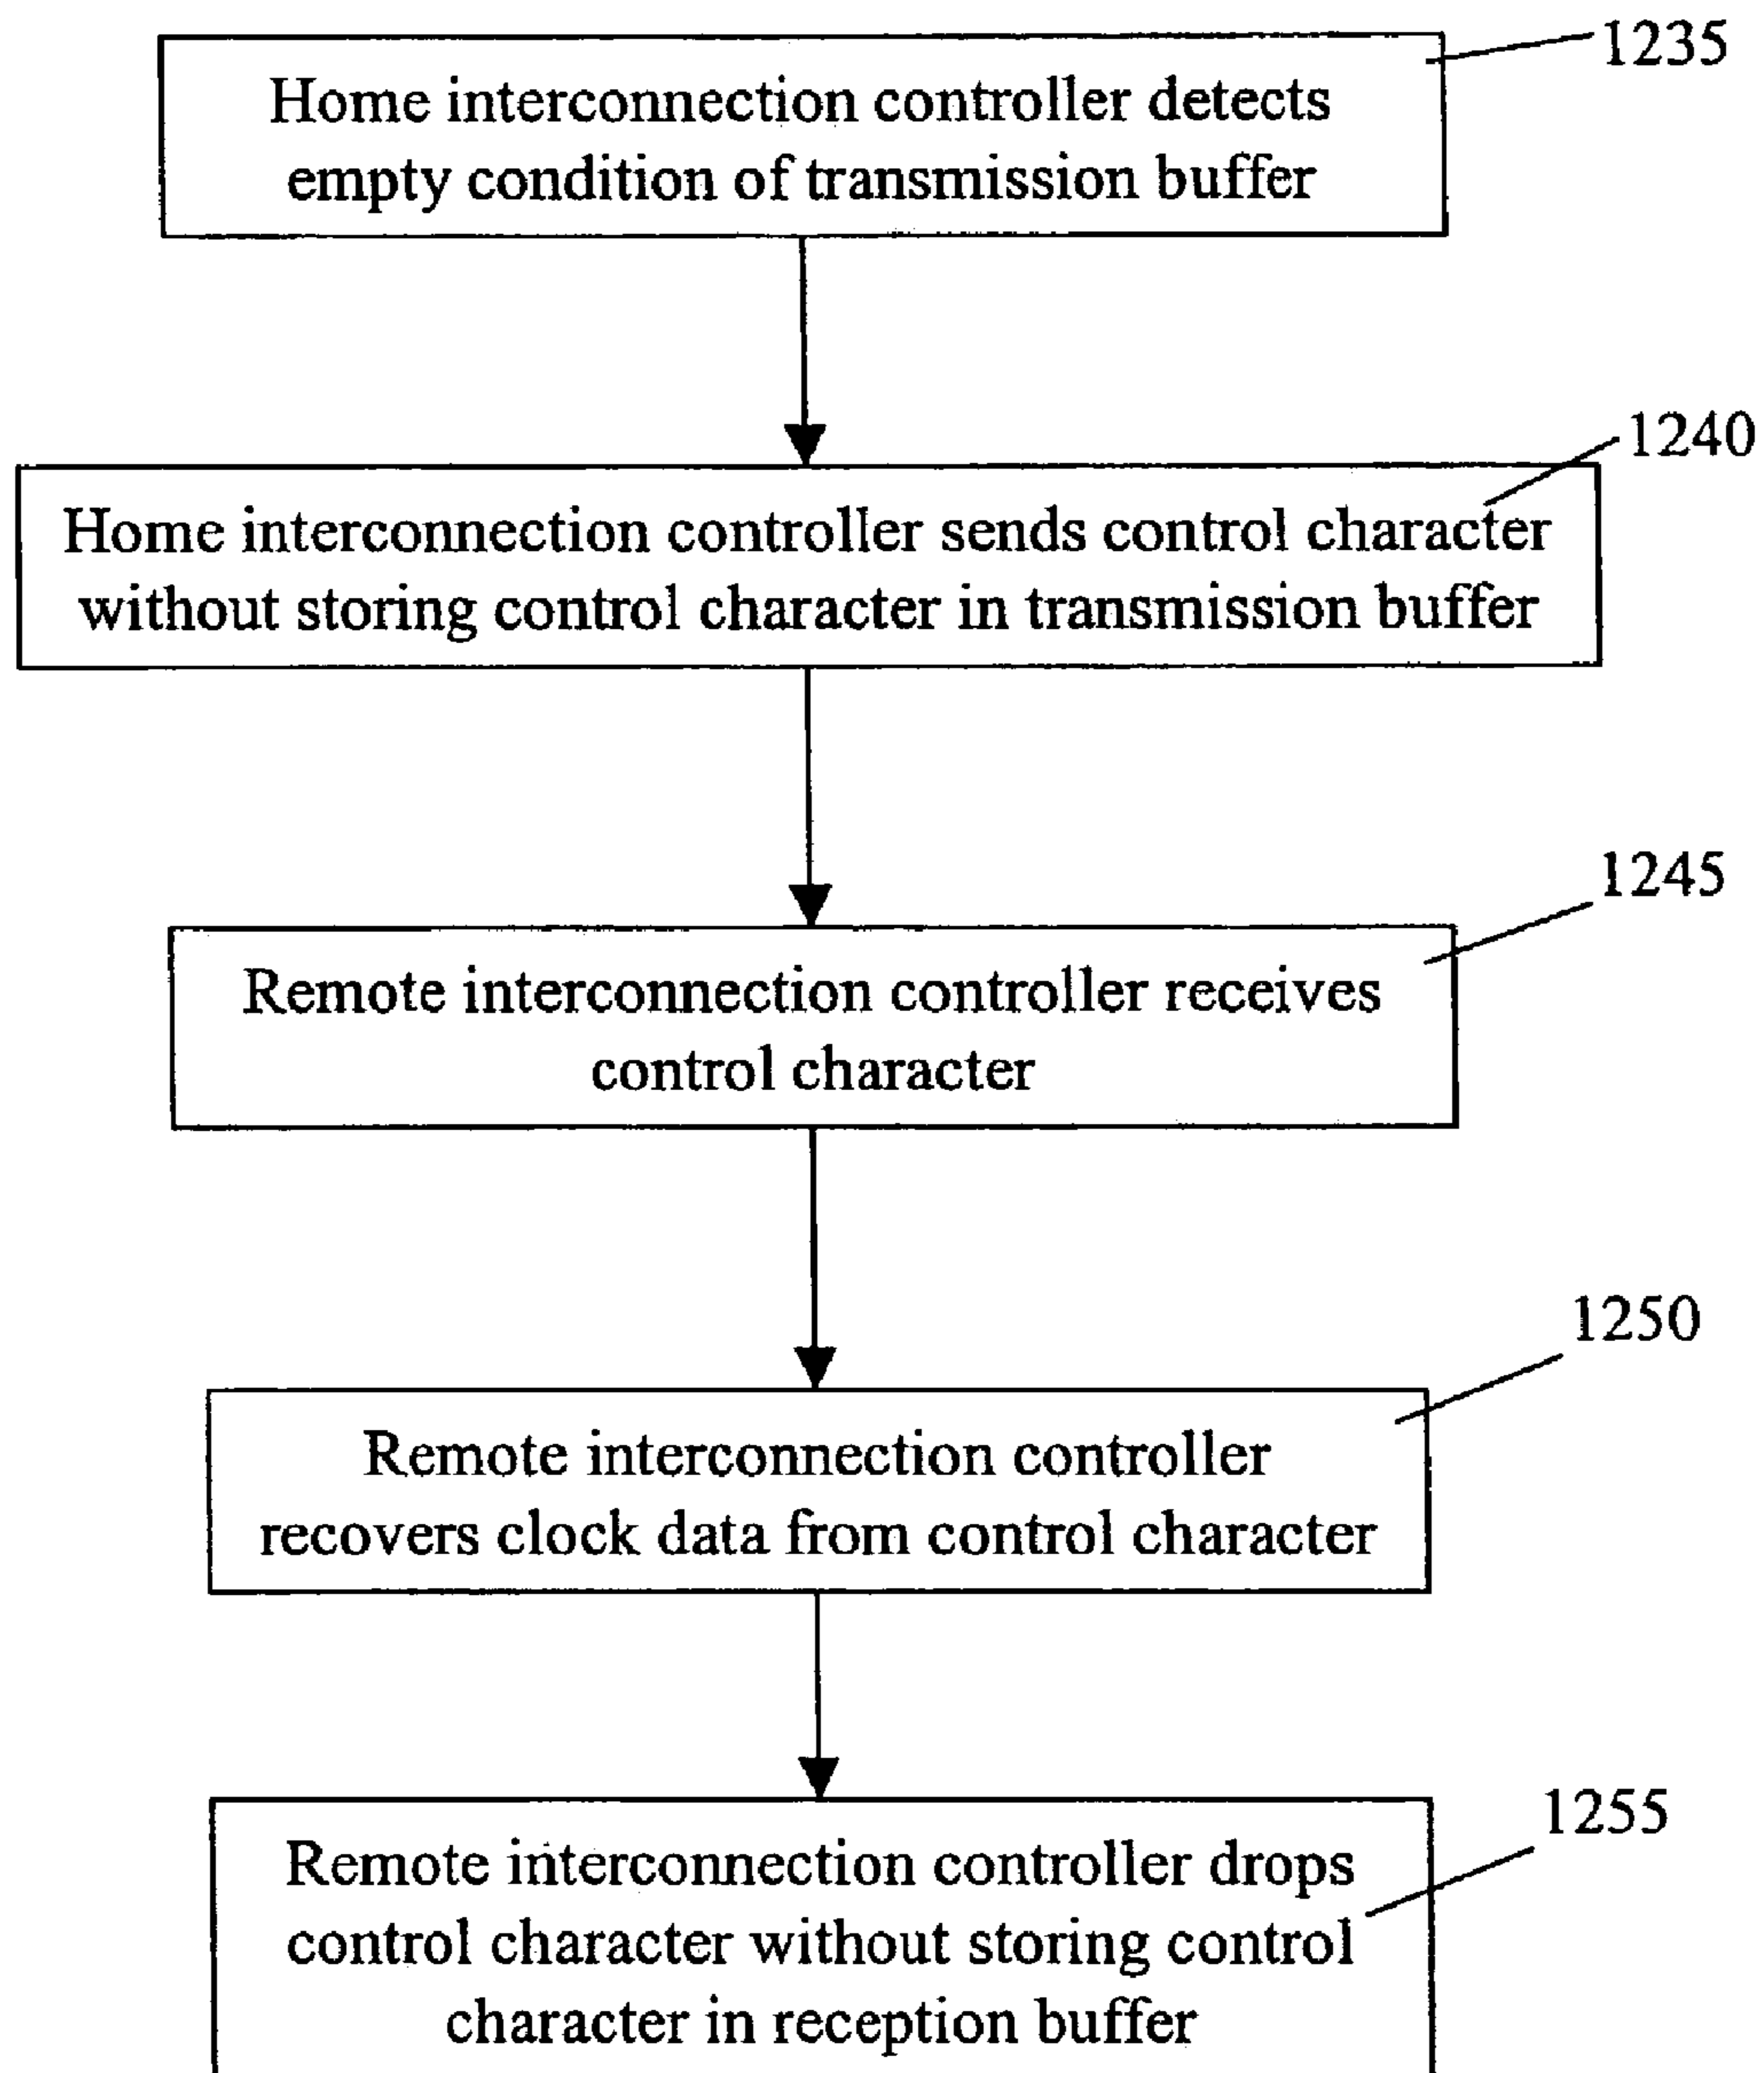 1235
Home interconnection controller detects
empty condition of transmission buffer
1240
Home interconnection controller sends control character
without storing control character in transmission buffer
1245
Remote interconnection controller receives
control character
1250
Remote interconnection controller
recovers clock data from control character
1255
Remote interconnection controller drops
control character without storing control
character in reception buffer